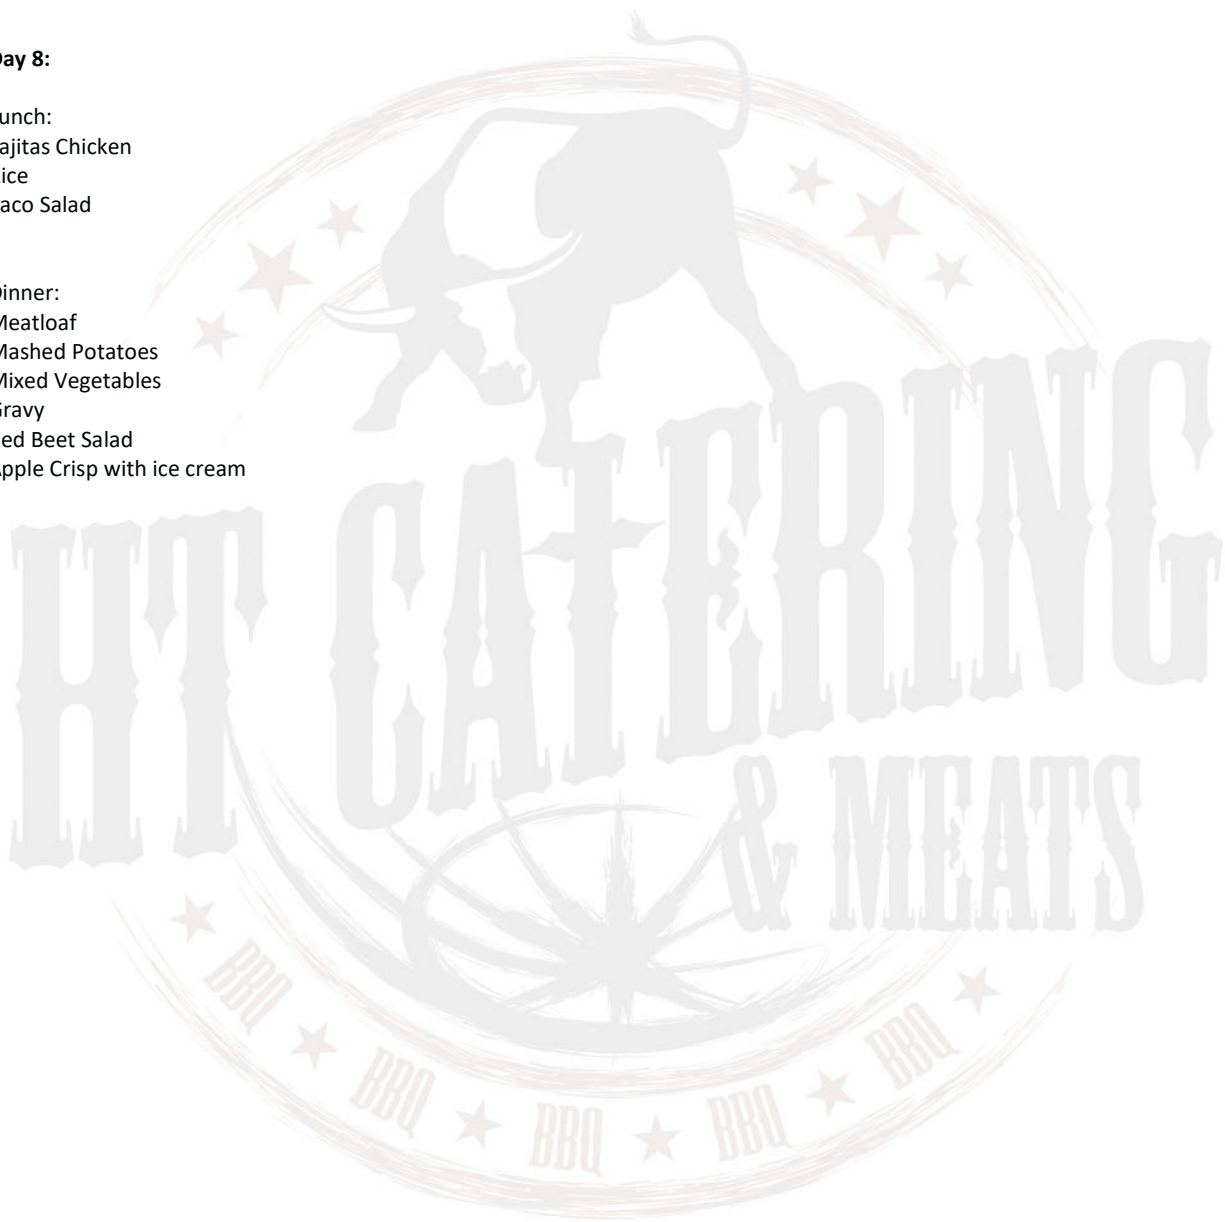 Day 8:
unch:
ajitas Chicken
ice
aco Salad
Dinner:
Meatloaf
Mashed Potatoes
Mixed Vegetables
Gravy
ed Beet Salad
Apple Crisp with ice cream
HT CATERING
& MEATS
BBQ BBQ BBQ BBQ BBQ